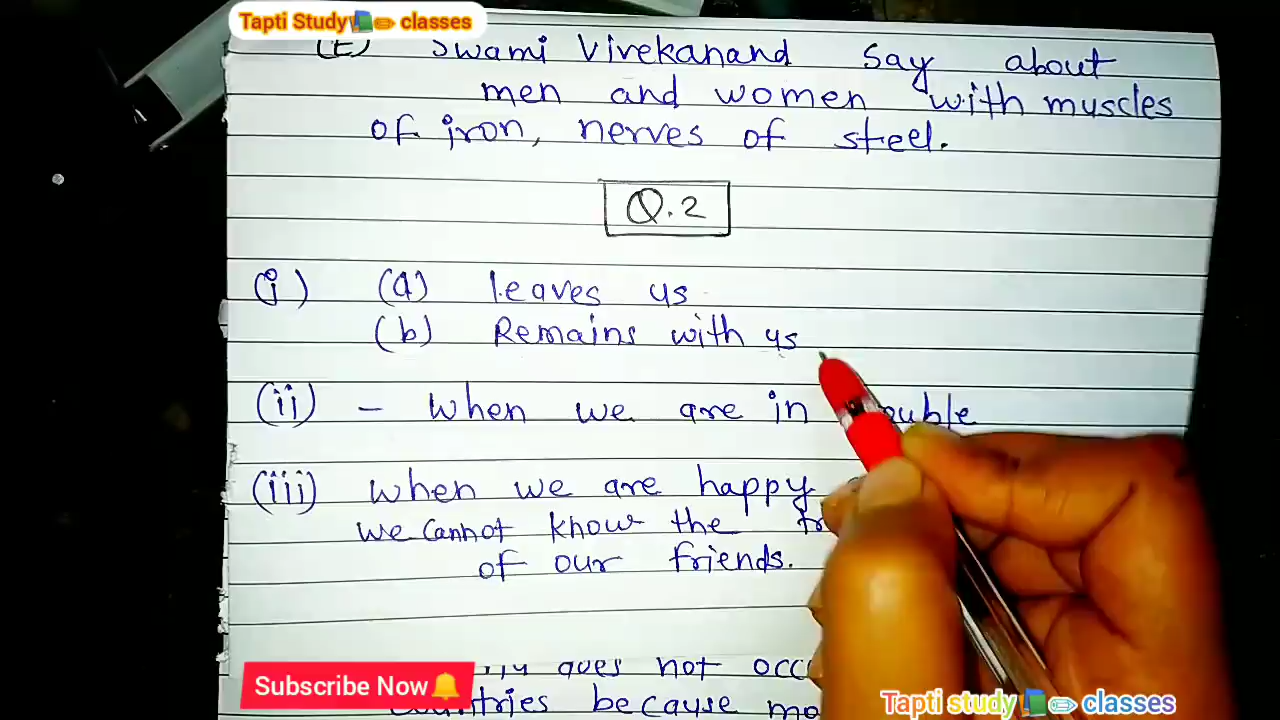 Tapti Study classes
(E) Swami Vivekanand Say about
men and women with muscles
of iron, nerves of steel.
Q.2
(i) (a) leaves us
(b) Remains with us
(ii) - when we are in
(iii) when we are happy
we cannot know the
of our friends.
does not
because
Subscribe Now
Tapti study classes